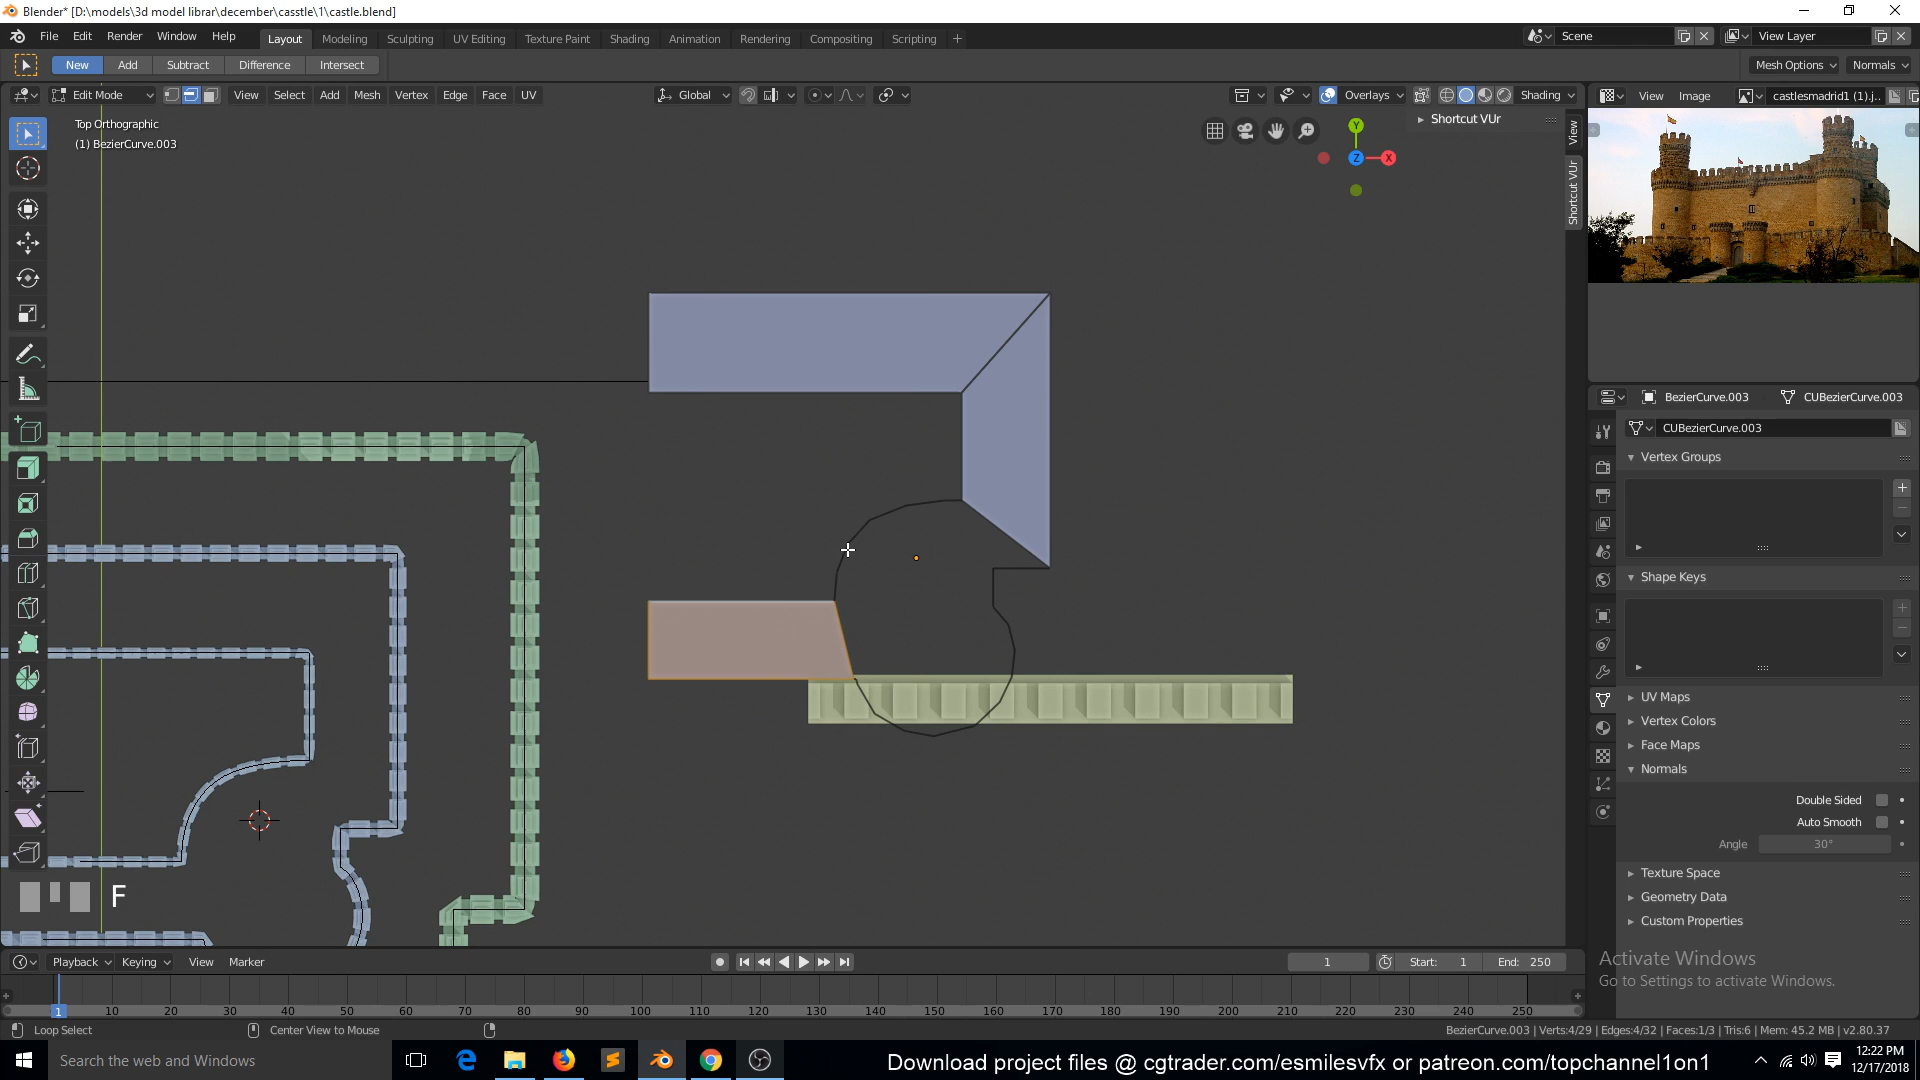 Blender* [D:\models\3d model librar\december\casstle\1\castle.blend]
File Edit Render Window Help Layout Modeling Sculpting UV Editing Texture Paint Shading Animation Rendering Compositing Scripting + Scene View Layer
New Add Subtract Difference Intersect Mesh Options Normals
Edit Mode View Select Add Mesh Vertex Edge Face UV Global Overlays Shading View Image castlesmadrid1 (1).j..
Top Orthographic
(1) BezierCurve.003
Shortcut VUr
Y
Z
X
View
Shortcut VUr
BezierCurve.003 CUBezierCurve.003
CUBezierCurve.003
Vertex Groups
Shape Keys
UV Maps
Vertex Colors
Face Maps
Normals
Double Sided
Auto Smooth
Angle 30°
Texture Space
Geometry Data
Custom Properties
F
Activate Windows
Go to Settings to activate Windows.
Playback Keying View Marker 1 Start: 1 End: 250
1 10 20 30 40 50 60 70 80 90 100 110 120 130 140 150 160 170 180 190 200 210 220 230 240 250
Loop Select Center View to Mouse BezierCurve.003 | Verts:4/29 | Edges:4/32 | Faces:1/3 | Tris:6 | Mem: 45.2 MB | v2.80.37
Search the web and Windows
Download project files @ cgtrader.com/esmilesvfx or patreon.com/topchannel1on1
12:22 PM
12/17/2018